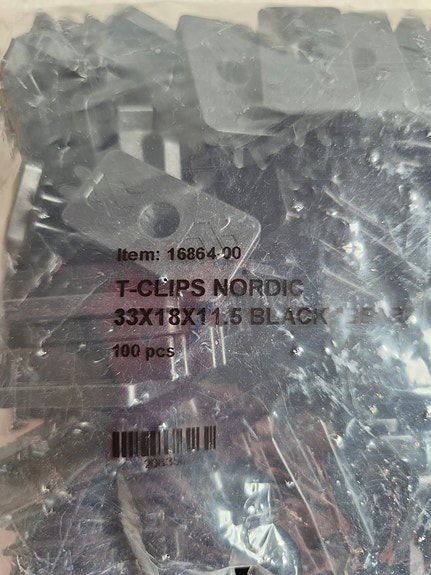 Item: 16864-00
T-CLIPS NORDIC
33X18X11.5 BLACK
100 pcs